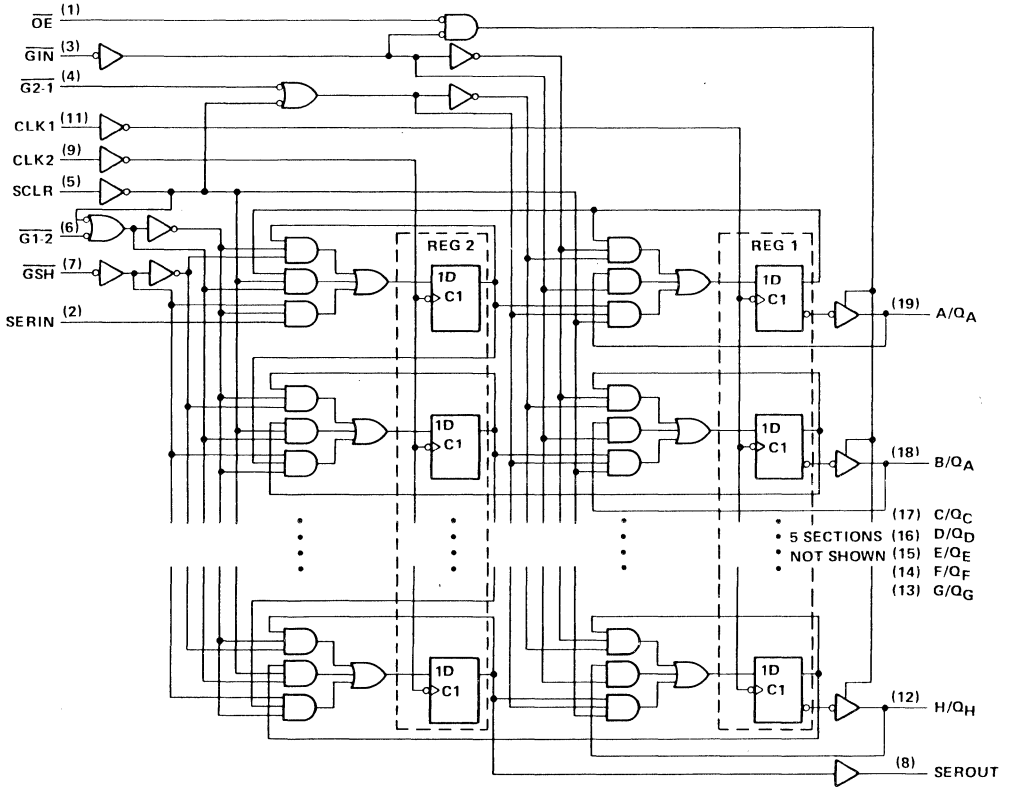 OE (1)
GIN (3)
G2-1 (4)
CLK1 (11)
CLK2 (9)
SCLR (5)
G1-2 (6)
GSH (7)
SERIN (2)
REG 2
1D
C1
REG 1
1D
C1
(19) A/QA
1D
C1
1D
C1
(18) B/QA
5 SECTIONS
NOT SHOWN
(17) C/QC
(16) D/QD
(15) E/QE
(14) F/QF
(13) G/QG
1D
C1
1D
C1
(12) H/QH
(8) SEROUT